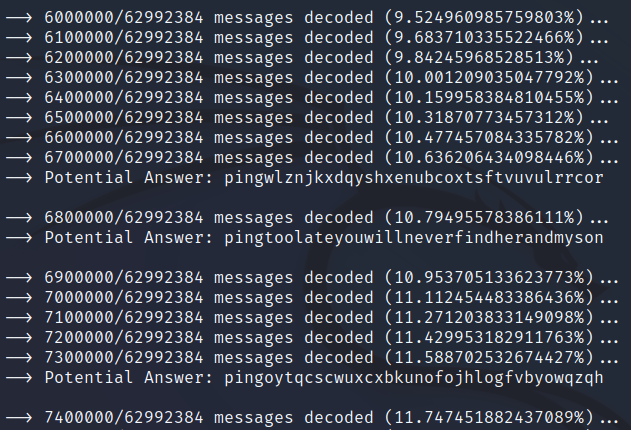 —> 6000000/62992384 messages decoded (9.524960985759803%)...
—> 6100000/62992384 messages decoded (9.683710335522466%)...
—> 6200000/62992384 messages decoded (9.84245968528513%)...
—> 6300000/62992384 messages decoded (10.001209035047792%)...
—> 6400000/62992384 messages decoded (10.159958384810455%)...
—> 6500000/62992384 messages decoded (10.31870773457312%)...
—> 6600000/62992384 messages decoded (10.477457084335782%)...
—> 6700000/62992384 messages decoded (10.636206434098446%)...
—> Potential Answer: pingwlznjkxdqyshxenubcoxtsftvuvulrrcor
—> 6800000/62992384 messages decoded (10.79495578386111%)...
—> Potential Answer: pingtoolateyouwillneverfindherandmyson
—> 6900000/62992384 messages decoded (10.953705133623773%)...
—> 7000000/62992384 messages decoded (11.112454483386436%)...
—> 7100000/62992384 messages decoded (11.271203833149098%)...
—> 7200000/62992384 messages decoded (11.429953182911763%)...
—> 7300000/62992384 messages decoded (11.588702532674427%)...
—> Potential Answer: pingoytqcscwuxcxbkunofojhlogfvbyowqzqh
—> 7400000/62992384 messages decoded (11.747451882437089%)...